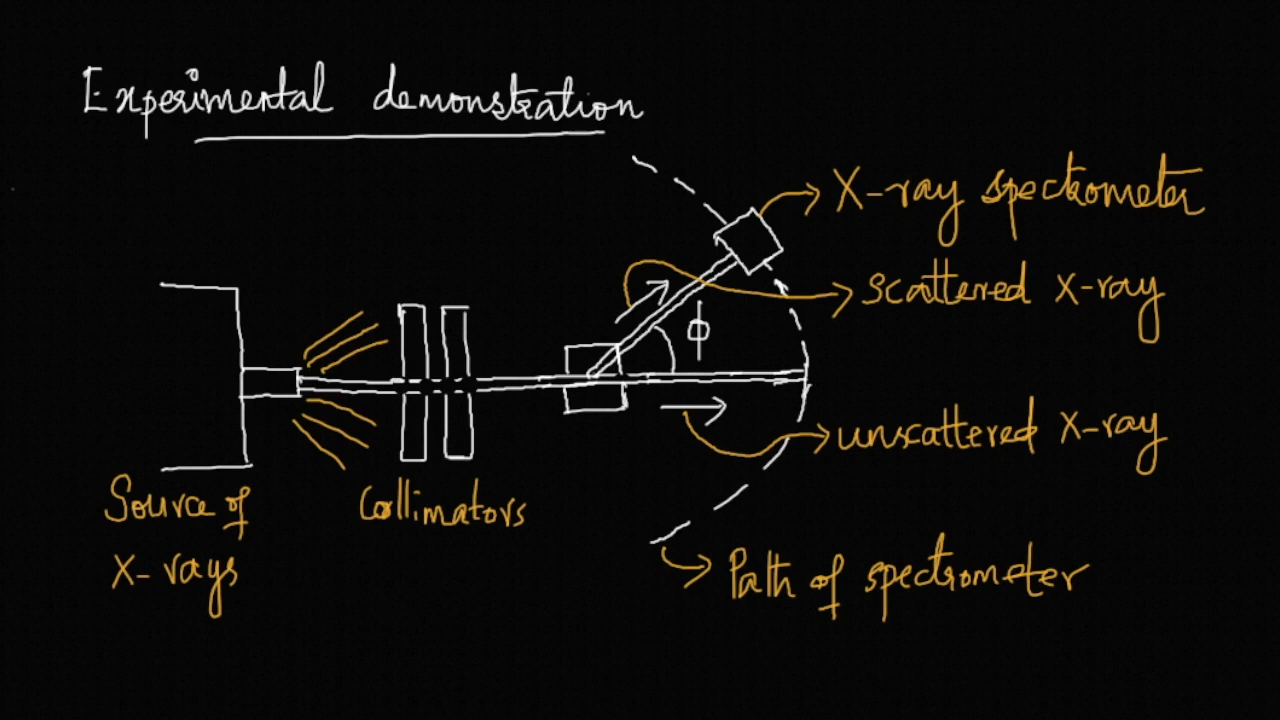 Experimental demonstration
X-ray spectrometer
scattered X-ray
ϕ
unscattered X-ray
Source of
X-rays
Collimators
Path of spectrometer